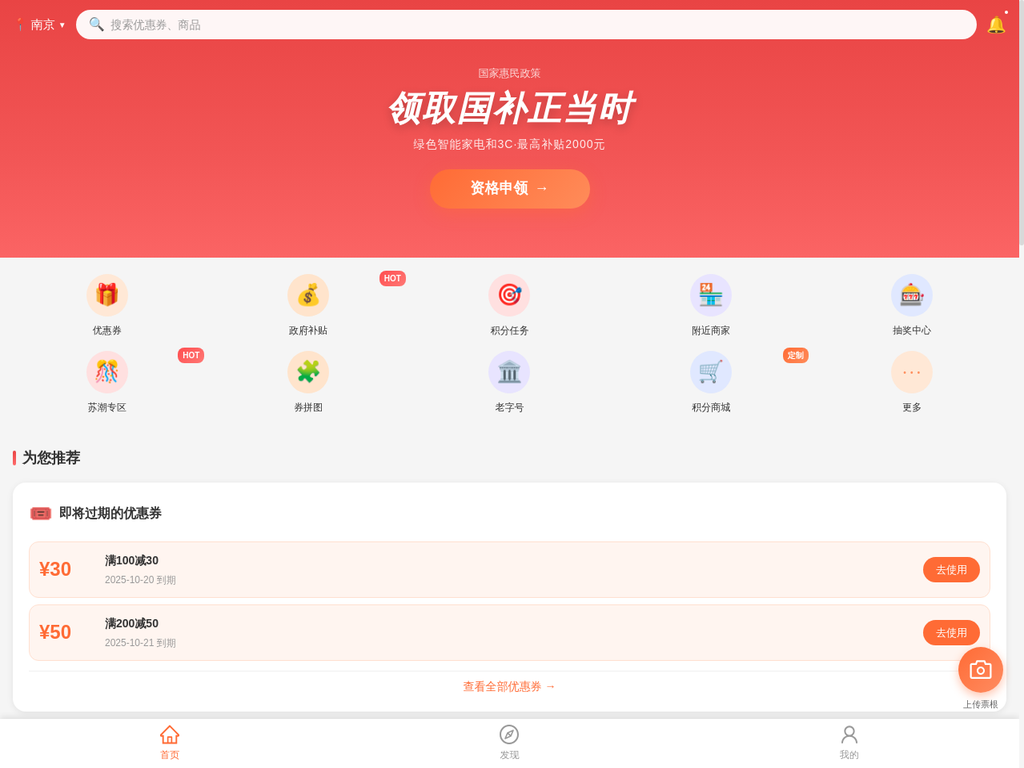 南京 ▼
搜索优惠券、商品
国家惠民政策
领取国补正当时
绿色智能家电和3C·最高补贴2000元
资格申领 →
HOT
优惠券
政府补贴
积分任务
附近商家
抽奖中心
HOT
定制
苏潮专区
券拼图
老字号
积分商城
更多
为您推荐
即将过期的优惠券
¥30
满100减30
2025-10-20 到期
去使用
¥50
满200减50
2025-10-21 到期
去使用
查看全部优惠券 →
上传票根
首页
发现
我的